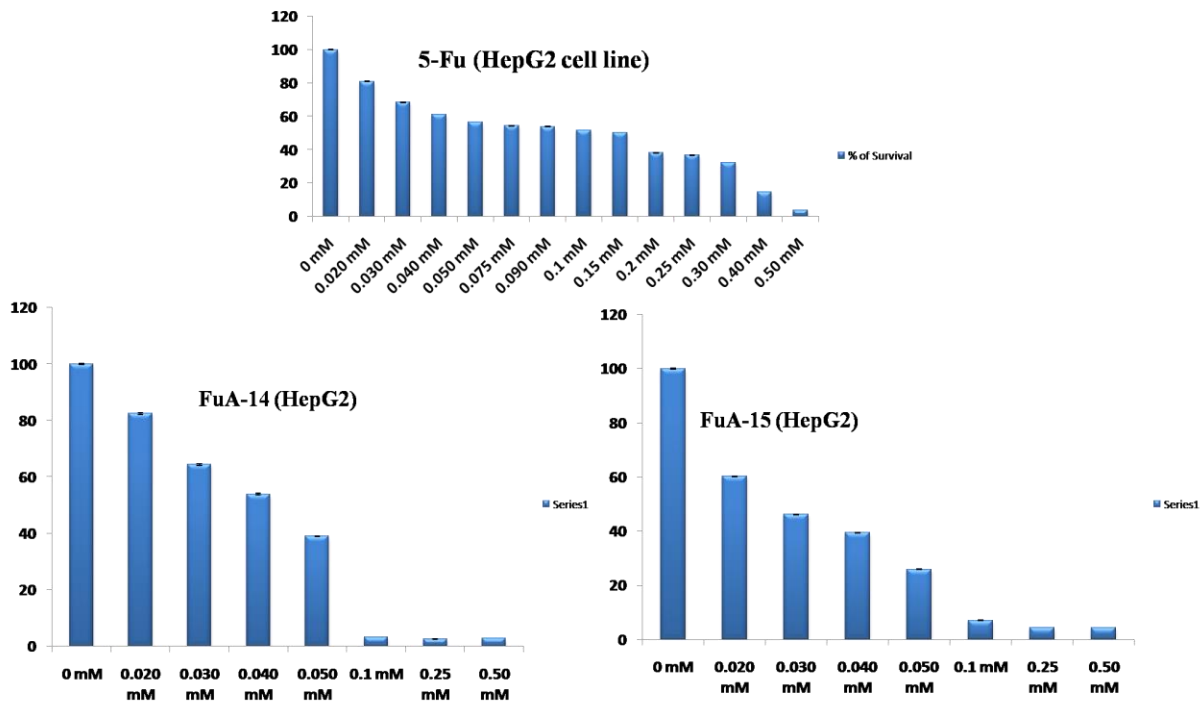 120
100
80
60
40
20
0
5-Fu (HepG2 cell line)
% of Survival
0 mM
0.020 mM
0.030 mM
0.040 mM
0.050 mM
0.075 mM
0.090 mM
0.1 mM
0.15 mM
0.2 mM
0.25 mM
0.30 mM
0.40 mM
0.50 mM
120
100
80
60
40
20
0
FuA-14 (HepG2)
Series1
0 mM 0.020 0.030 0.040 0.050 0.1 mM 0.25 0.50
mM mM mM mM mM mM
120
100
80
60
40
20
0
FuA-15 (HepG2)
Series1
0 mM 0.020 0.030 0.040 0.050 0.1 mM 0.25 0.50
mM mM mM mM mM mM